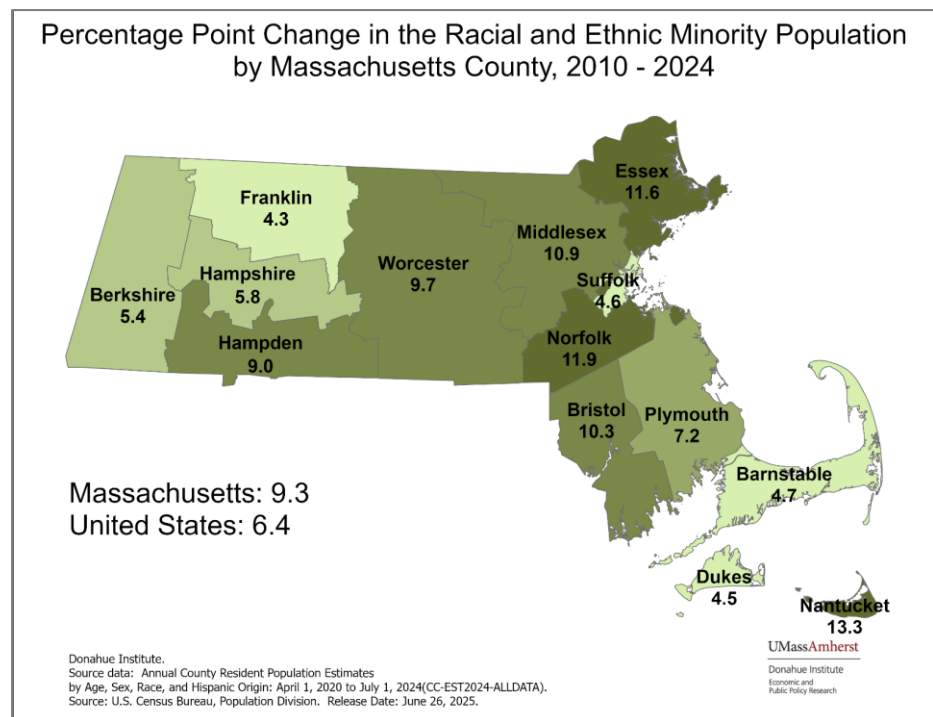 Percentage Point Change in the Racial and Ethnic Minority Population
by Massachusetts County, 2010 - 2024
Essex
11.6
Franklin
4.3
Middlesex
10.9
Worcester
9.7
Hampshire
5.8
Suffolk
4.6
Berkshire
5.4
Hampden
9.0
Norfolk
11.9
Bristol
10.3
Plymouth
7.2
Barnstable
4.7
Massachusetts: 9.3
United States: 6.4
Dukes
4.5
Nantucket
13.3
UMassAmherst
Donahue Institute
Economic and
Public Policy Research
Donahue Institute.
Source data: Annual County Resident Population Estimates
by Age, Sex, Race, and Hispanic Origin: April 1, 2020 to July 1, 2024(CC-EST2024-ALLDATA).
Source: U.S. Census Bureau, Population Division. Release Date: June 26, 2025.